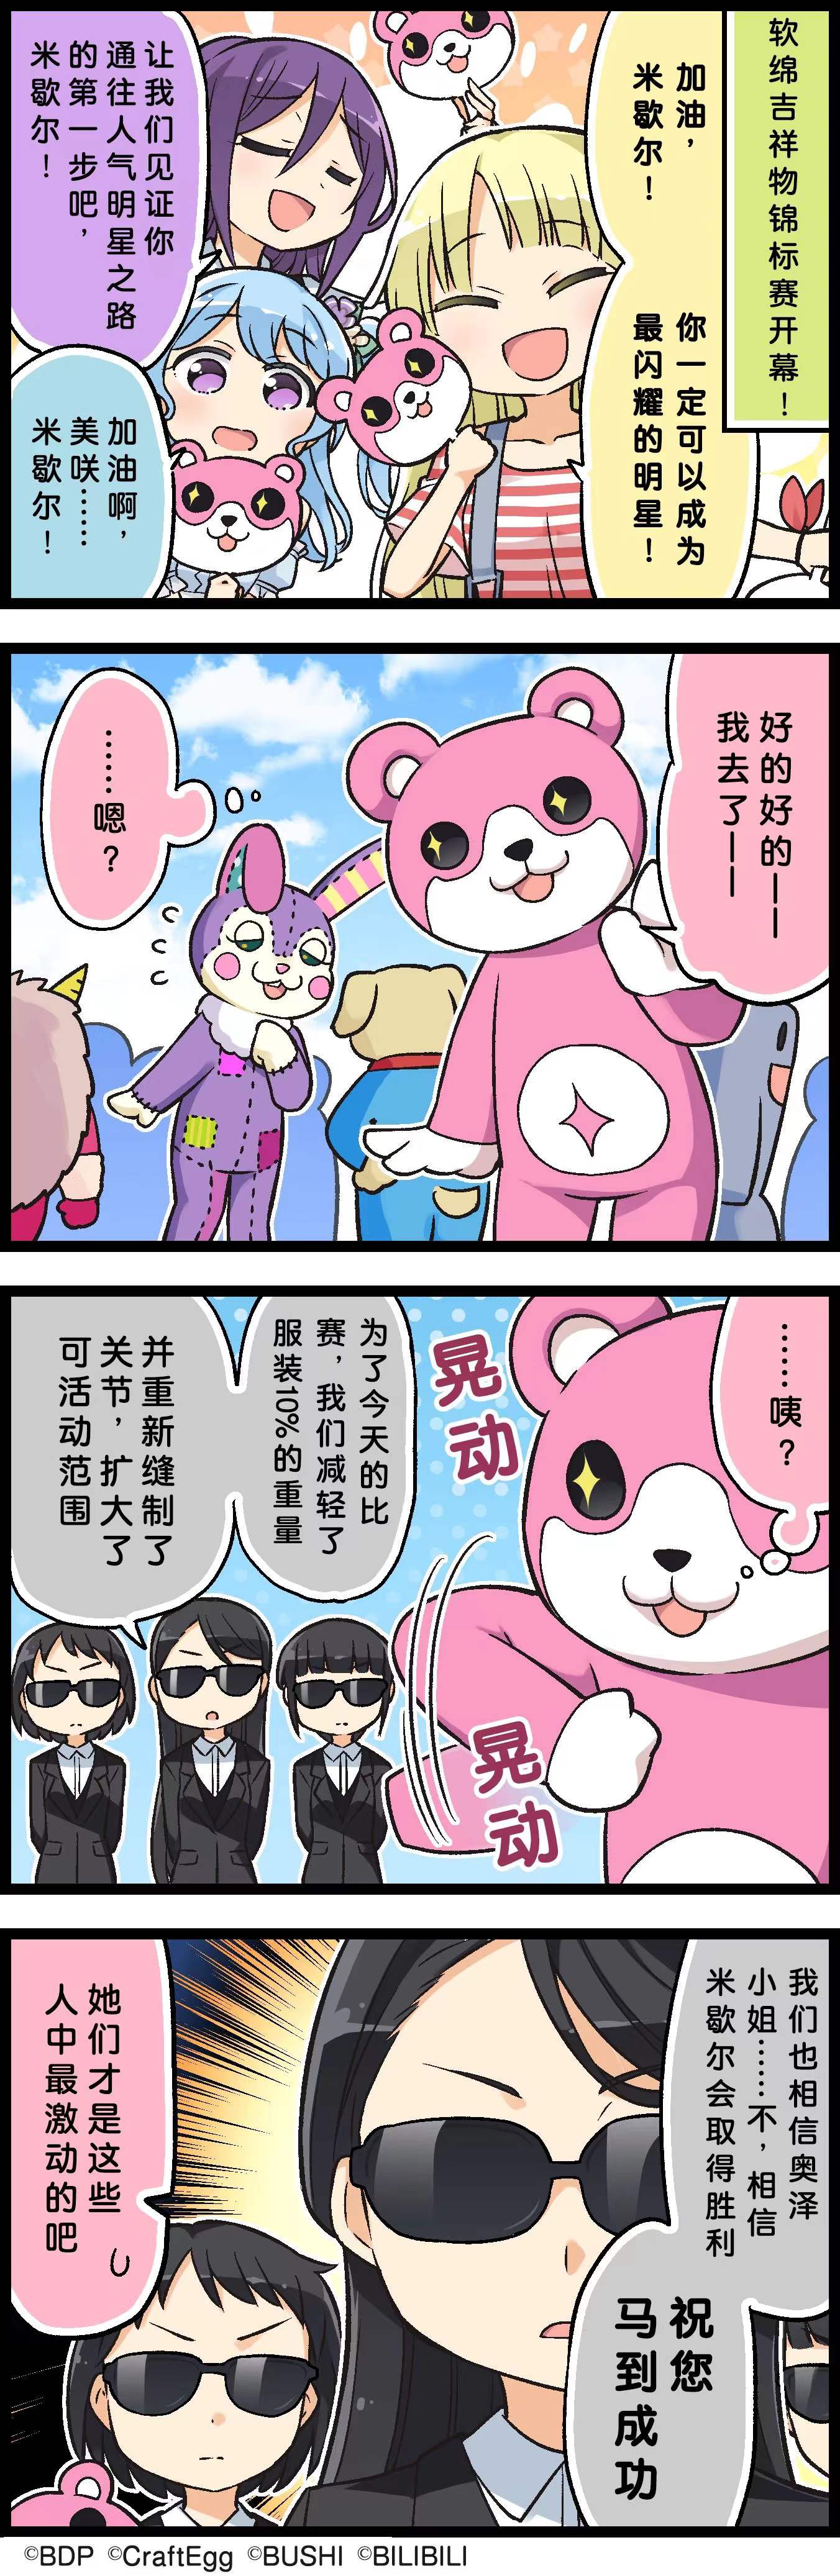 软绵吉祥物锦标赛开幕！
加油，
米歇尔！
你一定可以成为
最闪耀的明星！
让我们见证你
通往人气明星之路
的第一步吧，
米歇尔！
加油啊，
美咲……
米歇尔！
好的好的——
我去了——
……嗯？
……咦？
晃动
晃动
为了今天的比
赛，我们减轻了
服装10%的重量
并重新缝制了
关节，扩大了
可活动范围
我们也相信奥泽
小姐……不，相信
米歇尔会取得胜利
祝您
马到成功
她们才是这些
人中最激动的吧
©BDP ©CraftEgg ©BUSHI ©BILIBILI